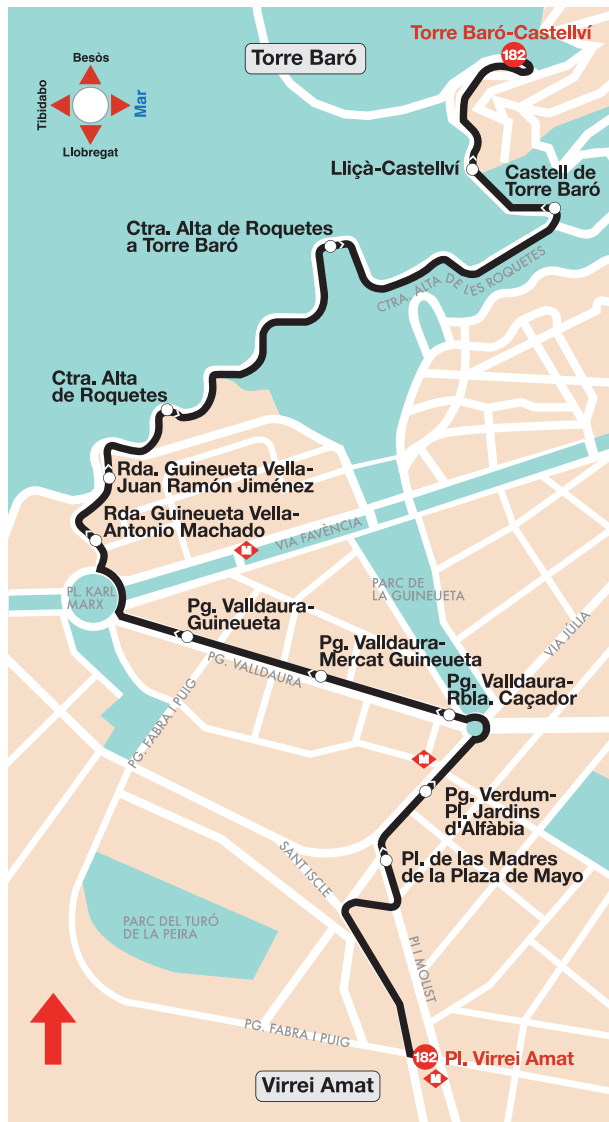 Torre Baró-Castellví
182
Torre Baró
Besòs
Tibidabo
Mar
Llobregat
Lliçà-Castellví
Castell de
Torre Baró
Ctra. Alta de Roquetes
a Torre Baró
CTRA. ALTA DE LES ROQUETES
Ctra. Alta
de Roquetes
Rda. Guineueta Vella-
Juan Ramón Jiménez
Rda. Guineueta Vella-
Antonio Machado
VIA FAVÈNCIA
M
PL. KARL
MARX
PARC DE
LA GUINEUETA
Pg. Valldaura-
Guineueta
VIA JÚLIA
Pg. Valldaura-
Mercat Guineueta
PG. VALLDAURA
Pg. Valldaura-
Rbla. Caçador
PG. FABRA I PUIG
M
Pg. Verdum-
Pl. Jardins
d'Alfàbia
SANT ISCLE
Pl. de las Madres
de la Plaza de Mayo
PARC DEL TURÓ
DE LA PEIRA
PI I MOLIST
PG. FABRA I PUIG
182
Pl. Virrei Amat
M
Virrei Amat